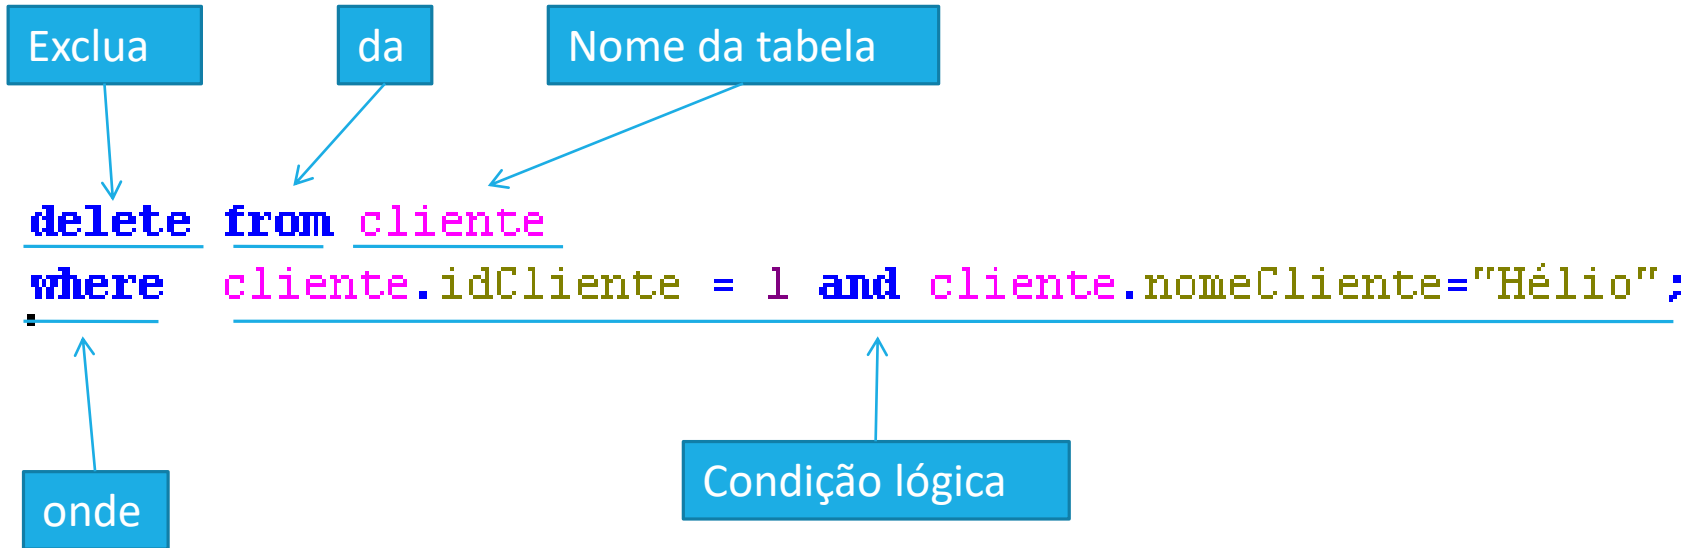 Exclua da Nome da tabela
delete from cliente
where cliente.idCliente = 1 and cliente.nomeCliente="Hélio";
Condição lógica
onde